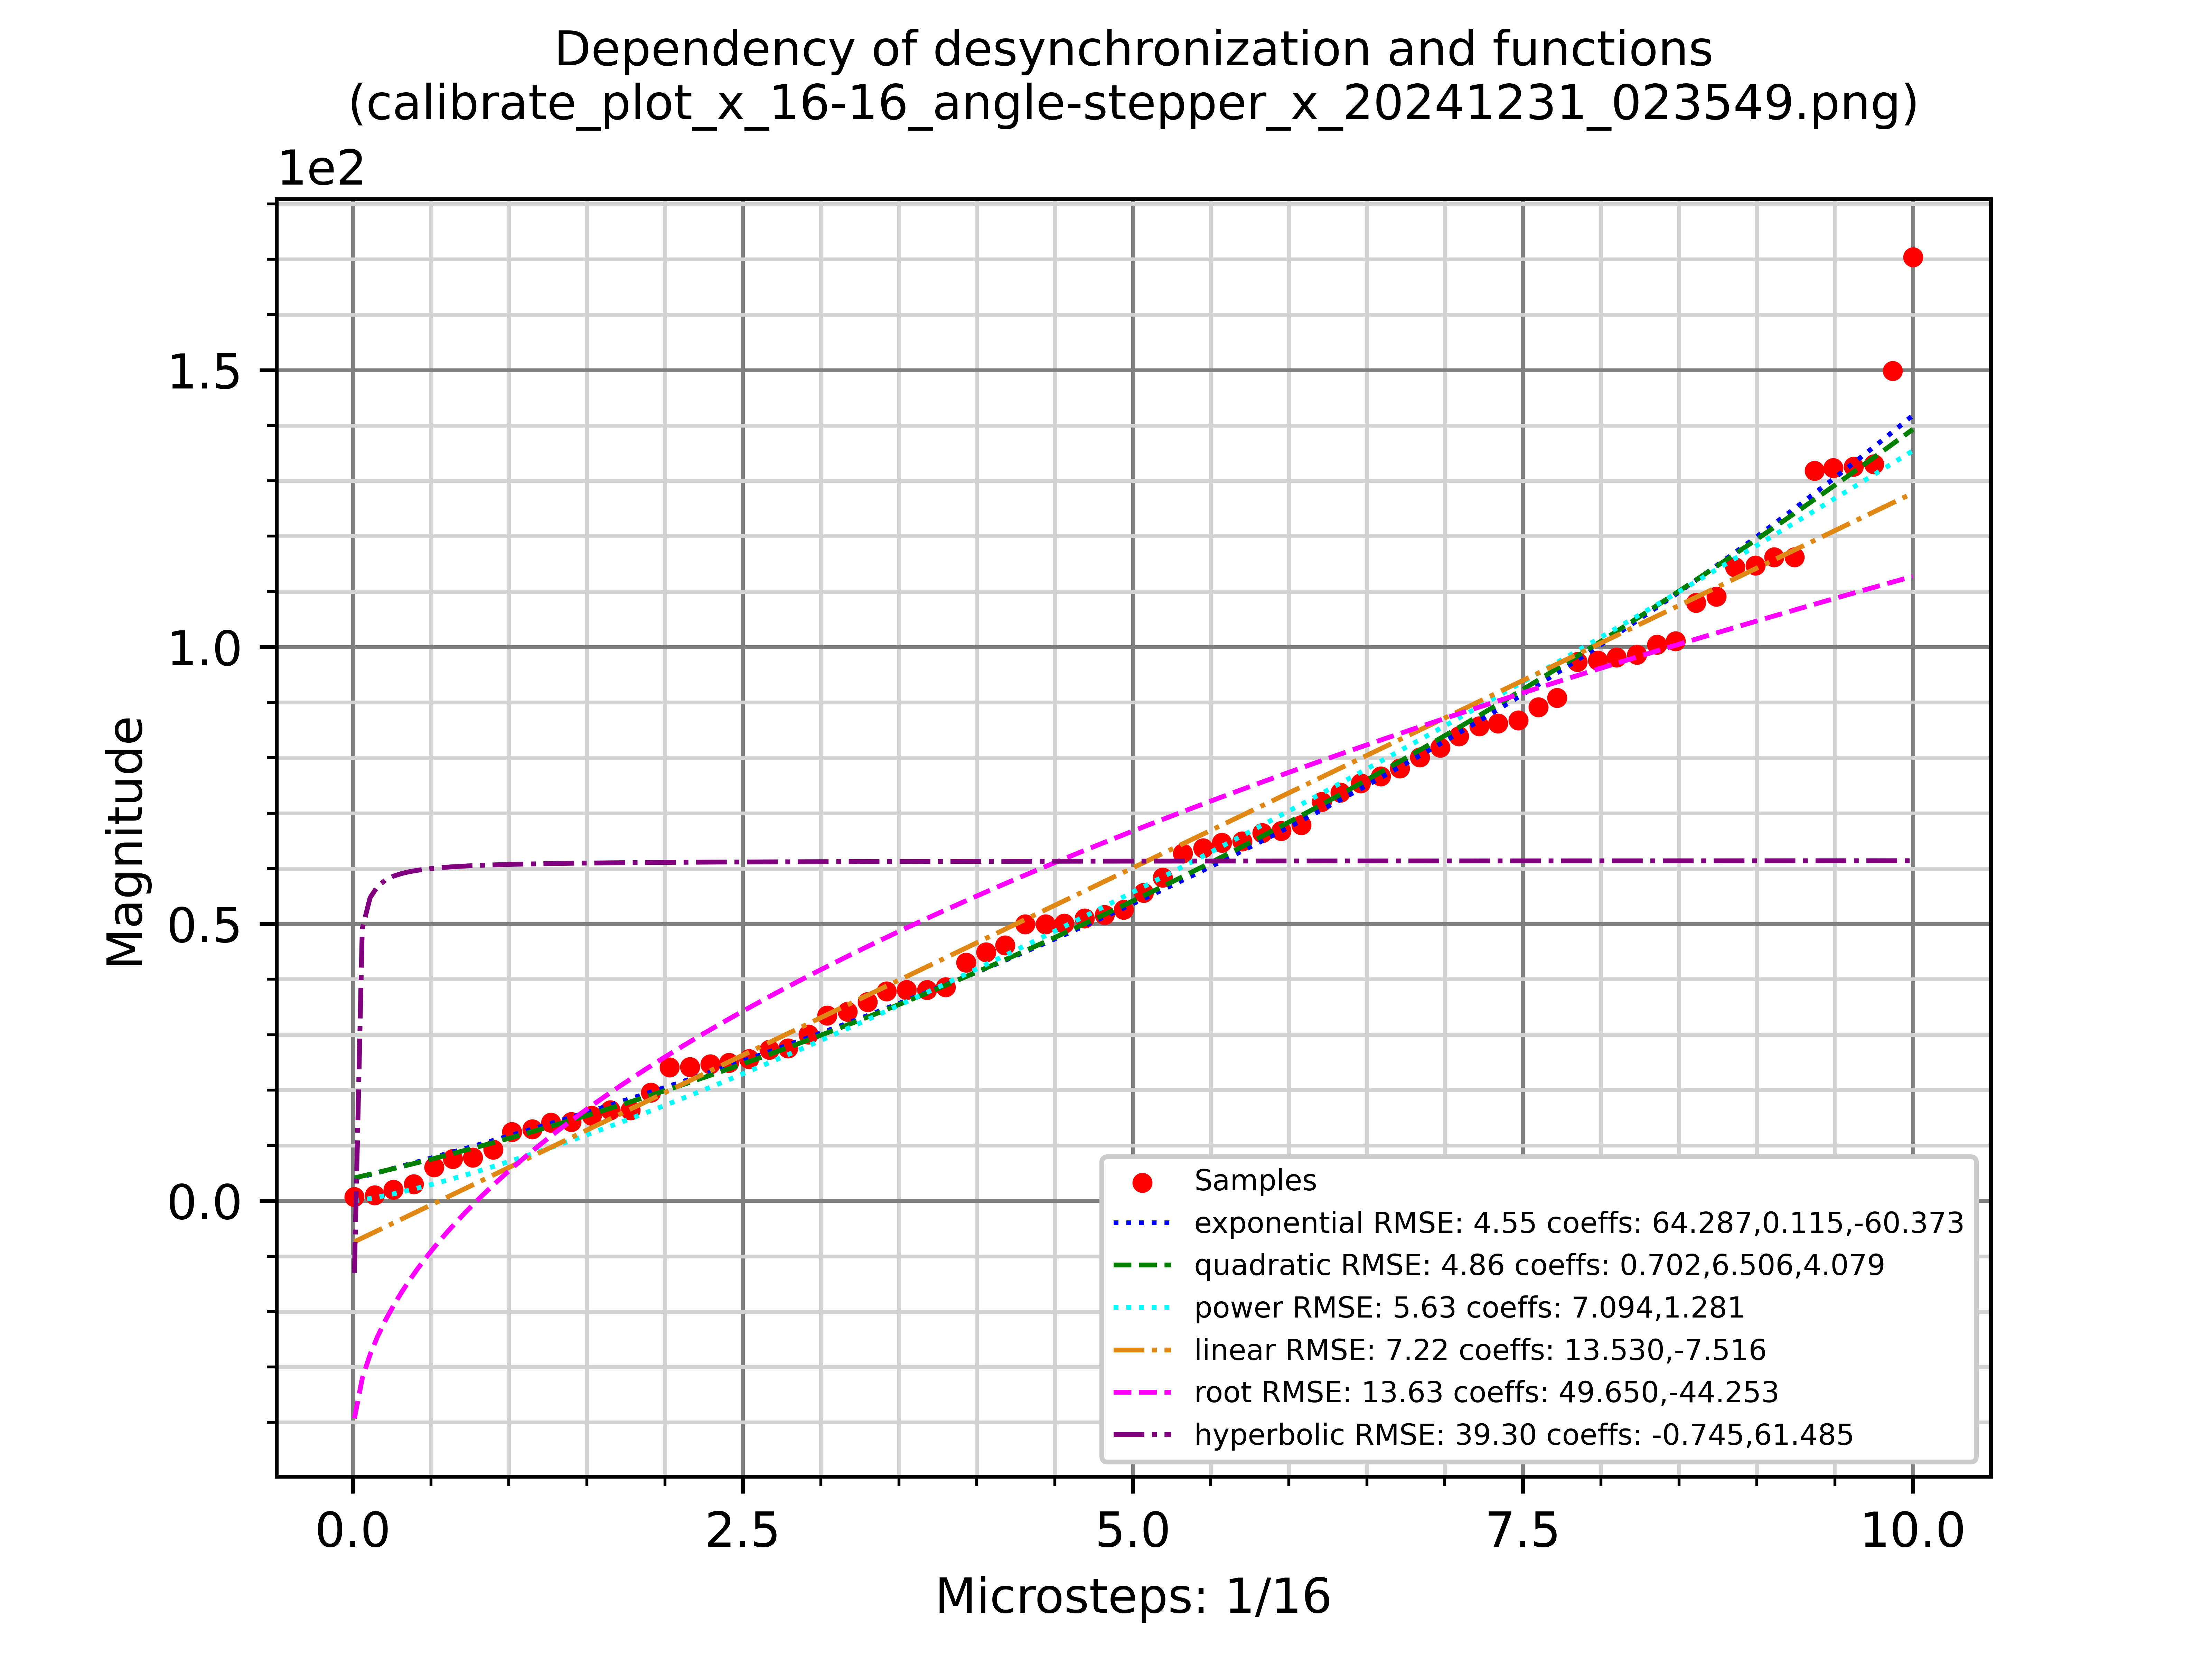 Dependency of desynchronization and functions
(calibrate_plot_x_16-16_angle-stepper_x_20241231_023549.png)
1e2
1.5
1.0
0.5
0.0
Magnitude
Samples
exponential RMSE: 4.55 coeffs: 64.287,0.115,-60.373
quadratic RMSE: 4.86 coeffs: 0.702,6.506,4.079
power RMSE: 5.63 coeffs: 7.094,1.281
linear RMSE: 7.22 coeffs: 13.530,-7.516
root RMSE: 13.63 coeffs: 49.650,-44.253
hyperbolic RMSE: 39.30 coeffs: -0.745,61.485
0.0 2.5 5.0 7.5 10.0
Microsteps: 1/16